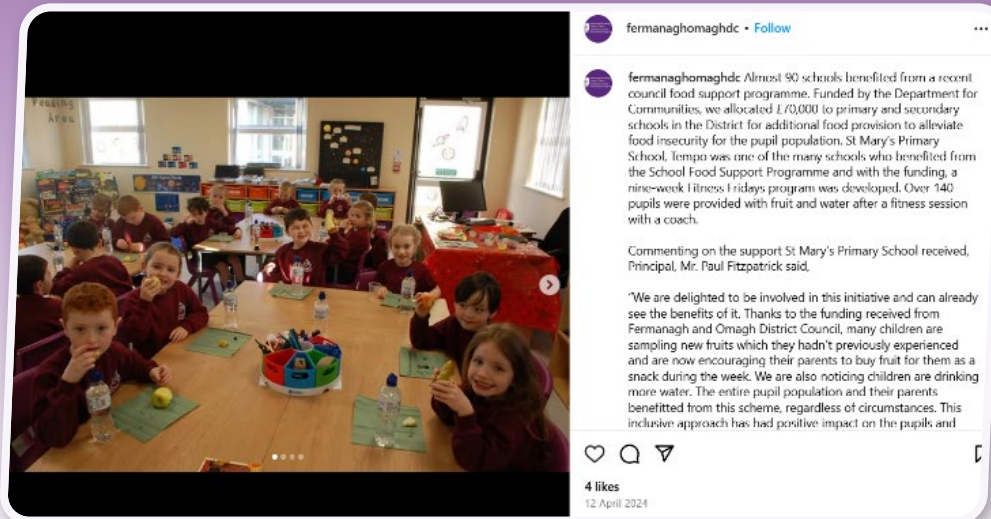 Reading
Area
fermanaghomaghdc • Follow
fermanaghomaghdc Almost 90 schools benefited from a recent
council food support programme. Funded by the Department for
Communities, we allocated £70,000 to primary and secondary
schools in the District for additional food provision to alleviate
food insecurity for the pupil population. St Mary's Primary
School, Tempo was one of the many schools who benefited from
the School Food Support Programme and with the funding, a
nine-week Fitness Fridays program was developed. Over 140
pupils were provided with fruit and water after a fitness session
with a coach.
Commenting on the support St Mary's Primary School received,
Principal, Mr. Paul Fitzpatrick said,
"We are delighted to be involved in this initiative and can already
see the benefits of it. Thanks to the funding received from
Fermanagh and Omagh District Council, many children are
sampling new fruits which they hadn't previously experienced
and are now encouraging their parents to buy fruit for them as a
snack during the week. We are also noticing children are drinking
more water. The entire pupil population and their parents
benefitted from this scheme, regardless of circumstances. This
inclusive approach has had positive impact on the pupils and
4 likes
12 April 2024